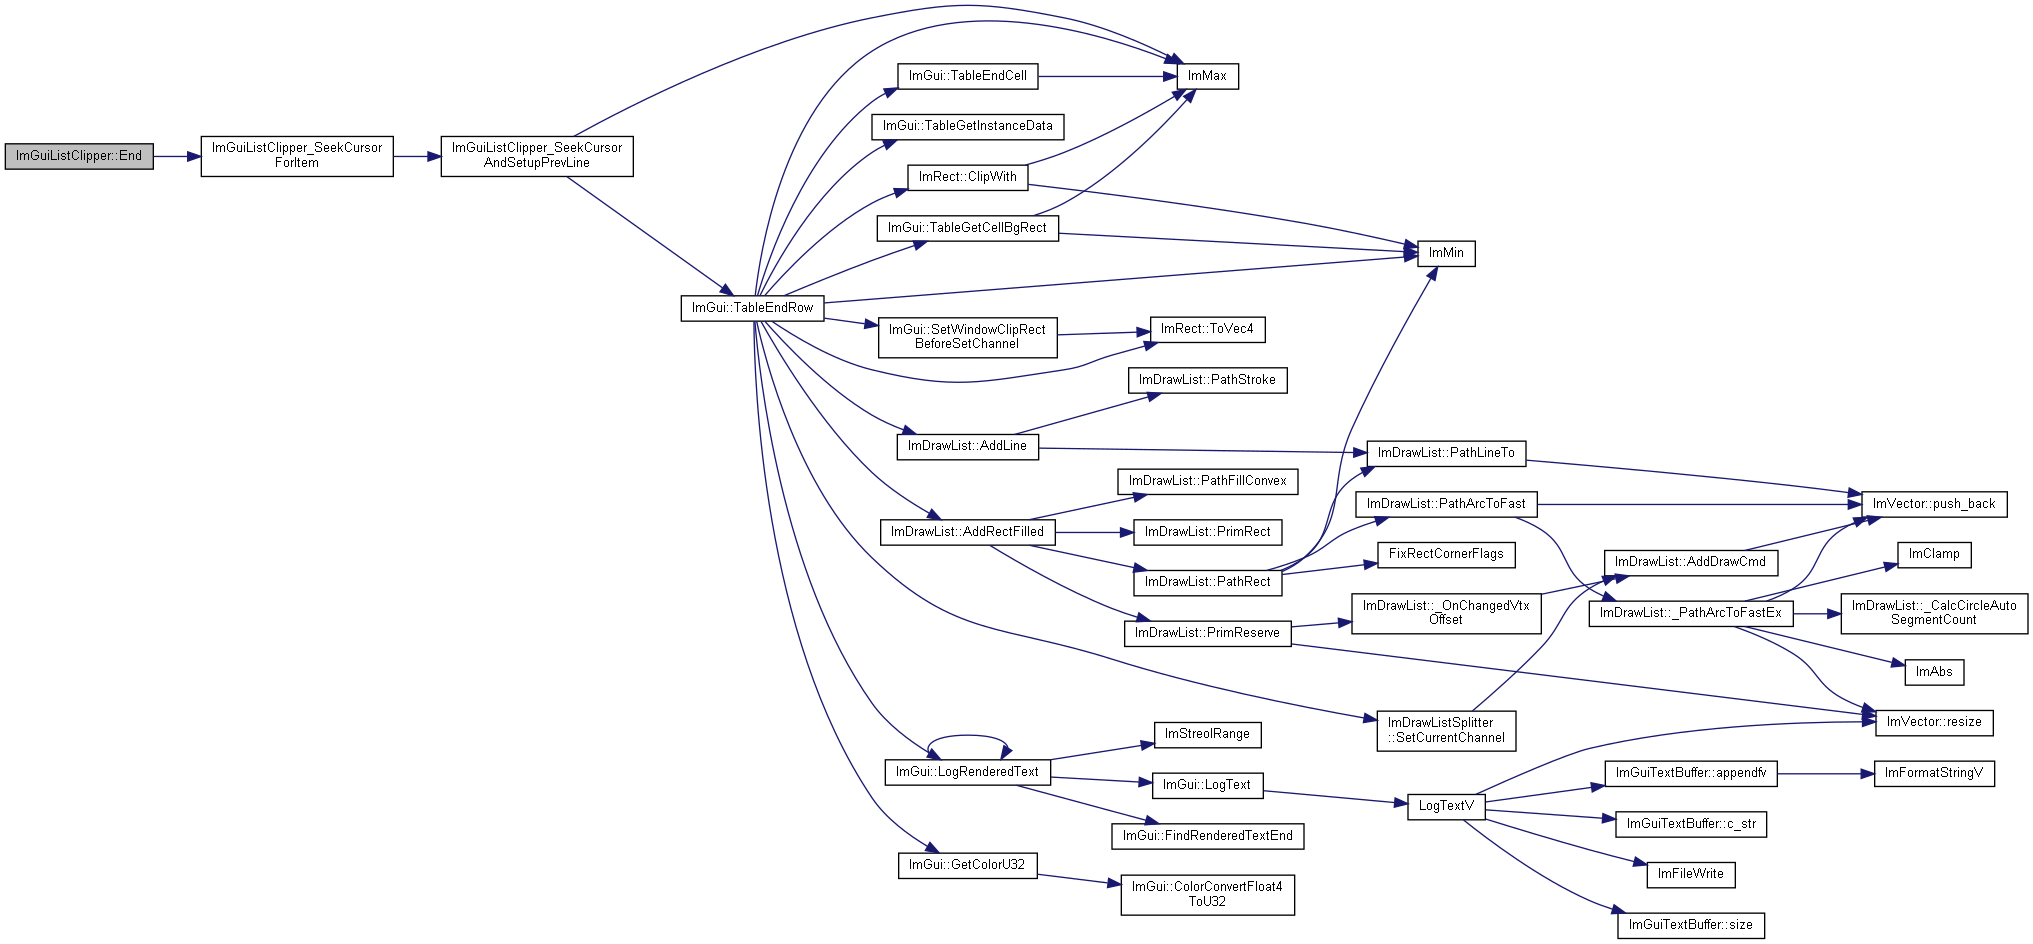 ImGuiListClipper::End
ImGuiListClipper_SeekCursor
ForItem
ImGuiListClipper_SeekCursor
AndSetupPrevLine
ImGui::TableEndRow
ImGui::TableEndCell
ImGui::TableGetInstanceData
ImRect::ClipWith
ImGui::TableGetCellBgRect
ImGui::SetWindowClipRect
BeforeSetChannel
ImDrawList::AddLine
ImDrawList::AddRectFilled
ImGui::LogRenderedText
ImGui::GetColorU32
ImMax
ImRect::ToVec4
ImDrawList::PathStroke
ImDrawList::PathFillConvex
ImDrawList::PrimRect
ImDrawList::PathRect
ImDrawList::PrimReserve
ImStreolRange
ImGui::LogText
ImGui::FindRenderedTextEnd
ImGui::ColorConvertFloat4
ToU32
ImMin
ImDrawList::PathLineTo
ImDrawList::PathArcToFast
FixRectCornerFlags
ImDrawList::_OnChangedVtx
Offset
ImDrawListSplitter
::SetCurrentChannel
LogTextV
ImDrawList::AddDrawCmd
ImDrawList::_PathArcToFastEx
ImGuiTextBuffer::appendfv
ImGuiTextBuffer::c_str
ImFileWrite
ImGuiTextBuffer::size
ImVector::push_back
ImClamp
ImDrawList::_CalcCircleAuto
SegmentCount
ImAbs
ImVector::resize
ImFormatStringV